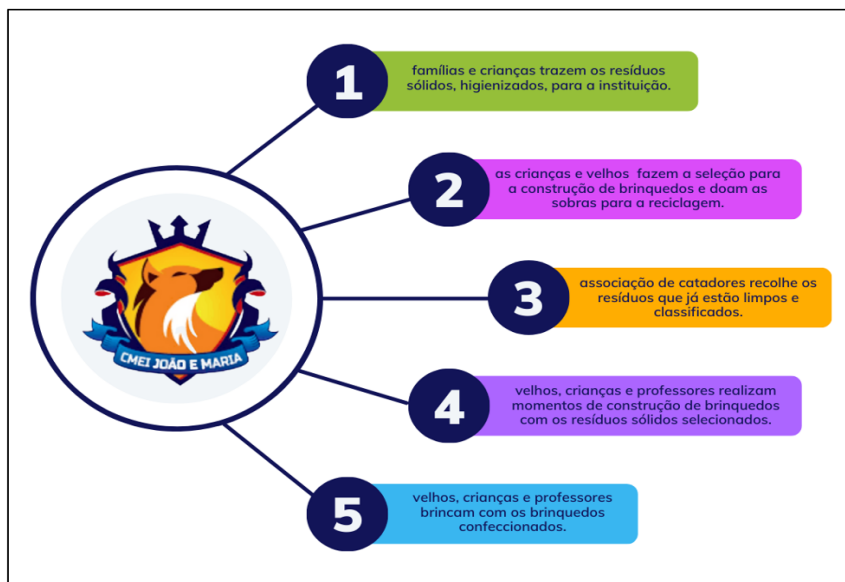 1
famílias e crianças trazem os resíduos
sólidos, higienizados, para a instituição.
2
as crianças e velhos fazem a seleção para
a construção de brinquedos e doam as
sobras para a reciclagem.
3
associação de catadores recolhe os
resíduos que já estão limpos e
classificados.
CMEI JOÃO E MARIA
4
velhos, crianças e professores realizam
momentos de construção de brinquedos
com os resíduos sólidos selecionados.
5
velhos, crianças e professores
brincam com os brinquedos
confeccionados.